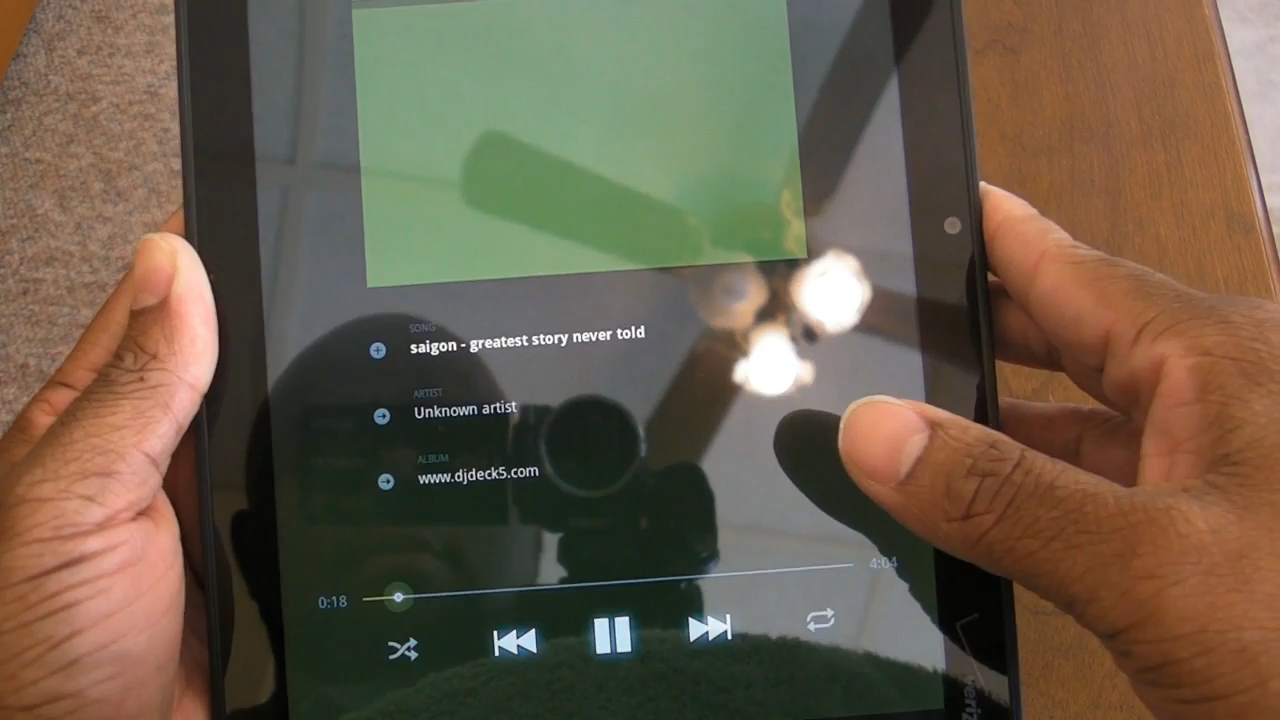 SONG
saigon - greatest story never told
ARTIST
Unknown artist
ALBUM
www.djdeck5.com
0:18
4:04